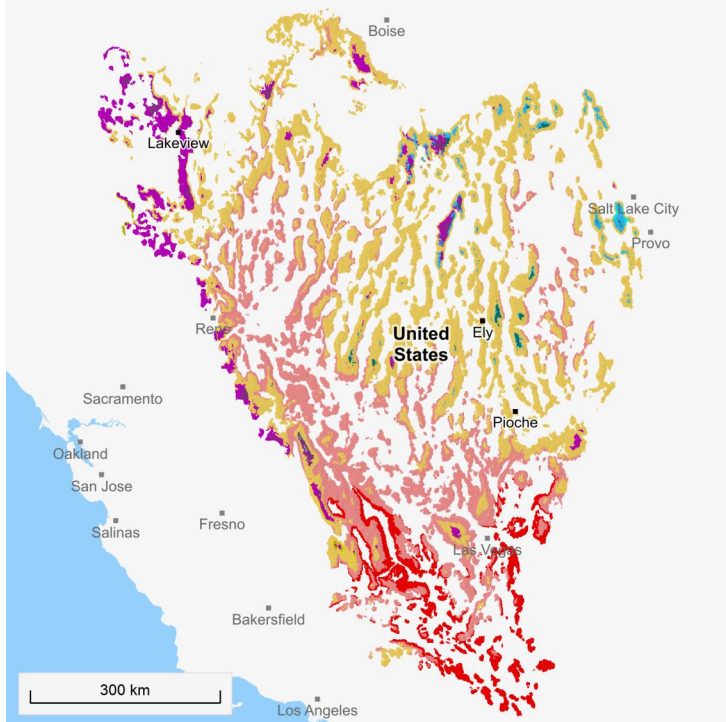 Boise
Lakeview
Salt Lake City
Provo
Reno
United
States
Ely
Sacramento
Pioche
Oakland
San Jose
Salinas
Fresno
Las Vegas
Bakersfield
300 km
Los Angeles